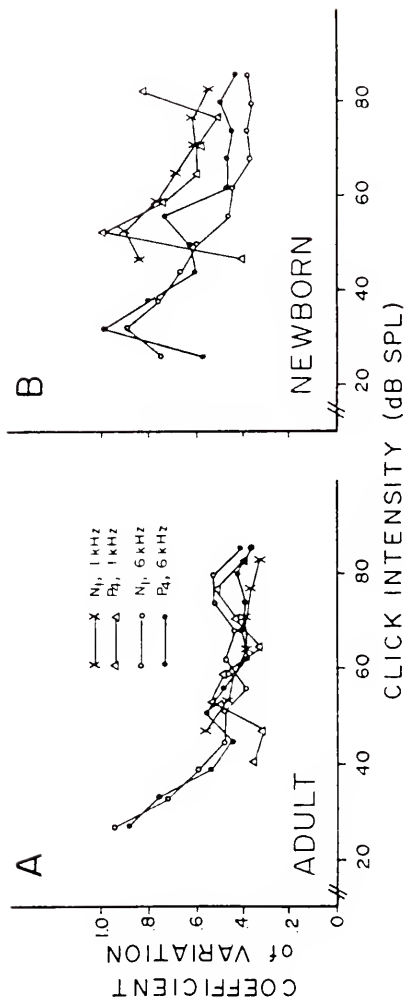 A
B
COEFFICIENT
of VARIATION
1.0
.8
.6
.4
.2
0
N₁, 1 kHz
P₄, 1 kHz
N₁, 6 kHz
P₄, 6 kHz
ADULT
NEWBORN
20 40 60 80
20 40 60 80
CLICK INTENSITY (dB SPL)